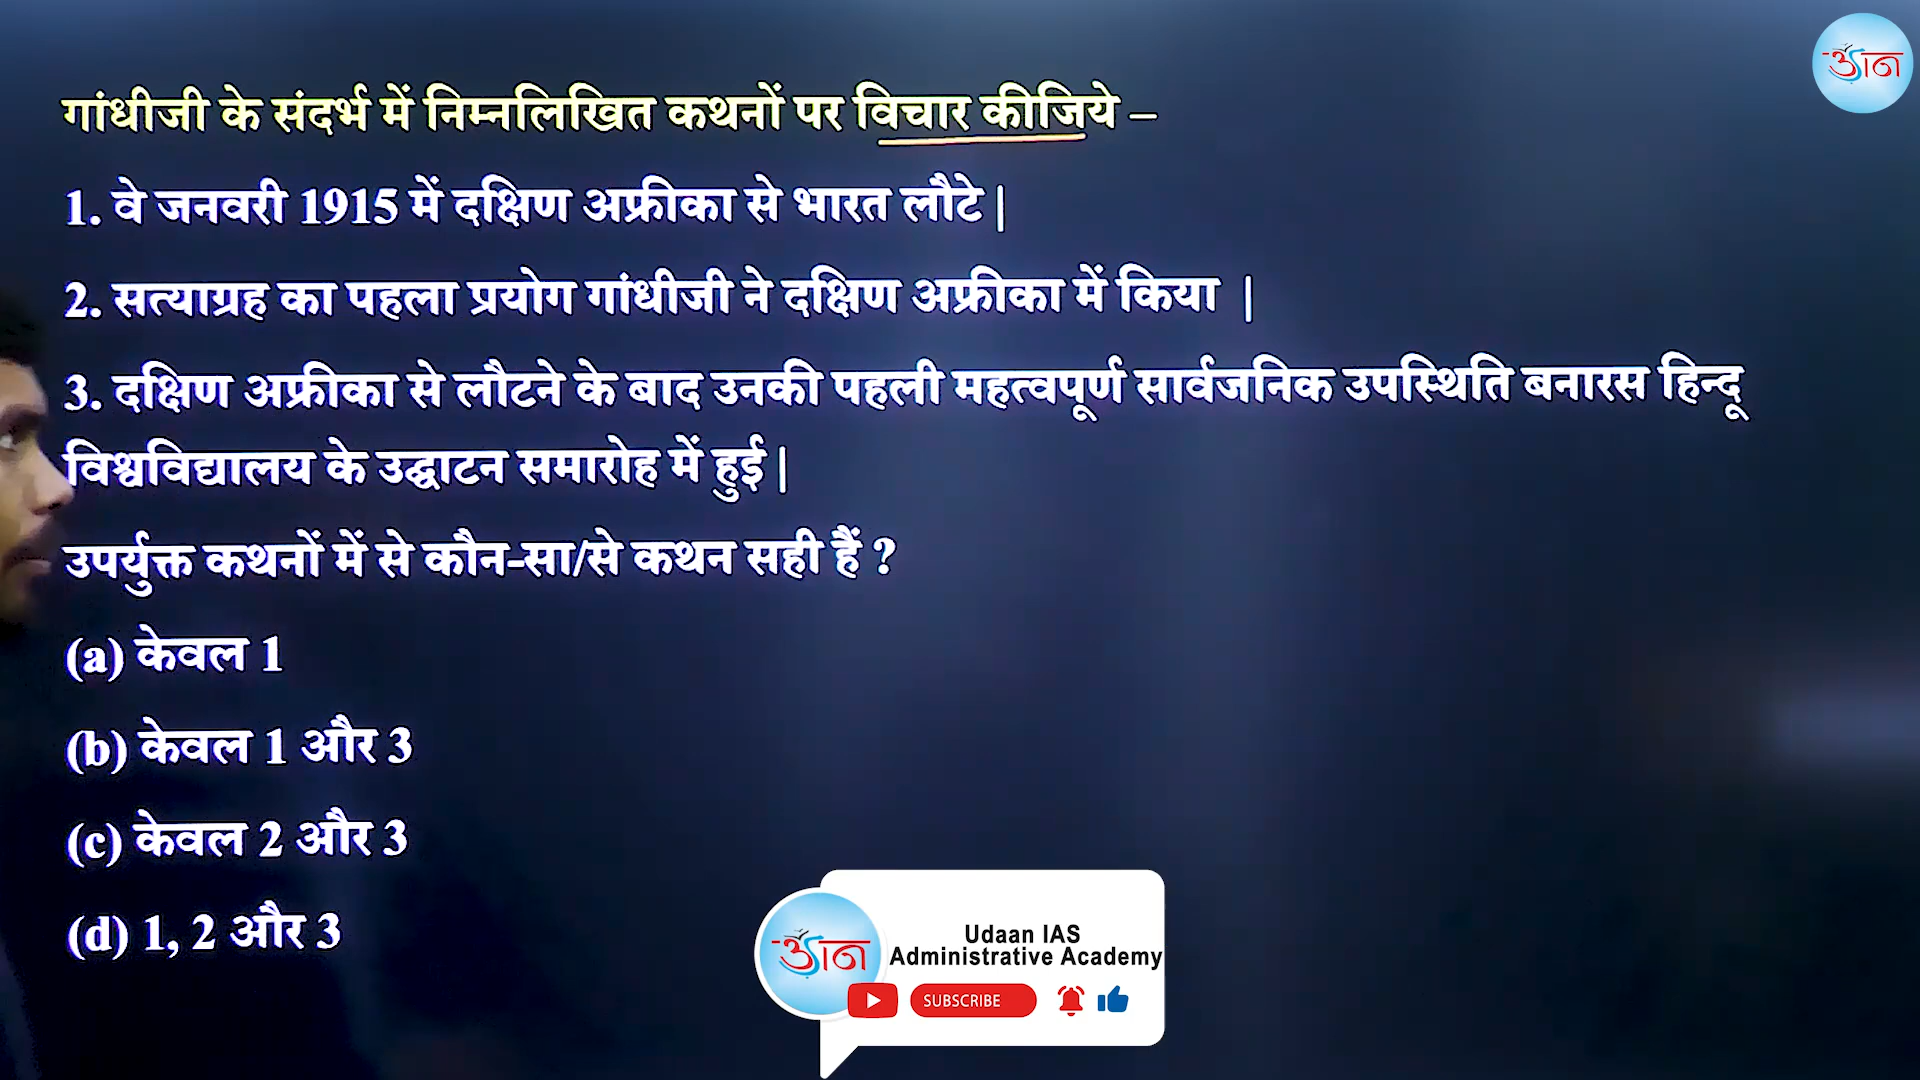 उड़ान
गांधीजी के संदर्भ में निम्नलिखित कथनों पर विचार कीजिये –
1. वे जनवरी 1915 में दक्षिण अफ्रीका से भारत लौटे |
2. सत्याग्रह का पहला प्रयोग गांधीजी ने दक्षिण अफ्रीका में किया |
3. दक्षिण अफ्रीका से लौटने के बाद उनकी पहली महत्वपूर्ण सार्वजनिक उपस्थिति बनारस हिन्दू
विश्वविद्यालय के उद्घाटन समारोह में हुई |
उपर्युक्त कथनों में से कौन-सा/से कथन सही हैं ?
(a) केवल 1
(b) केवल 1 और 3
(c) केवल 2 और 3
(d) 1, 2 और 3
उड़ान
Udaan IAS
Administrative Academy
SUBSCRIBE